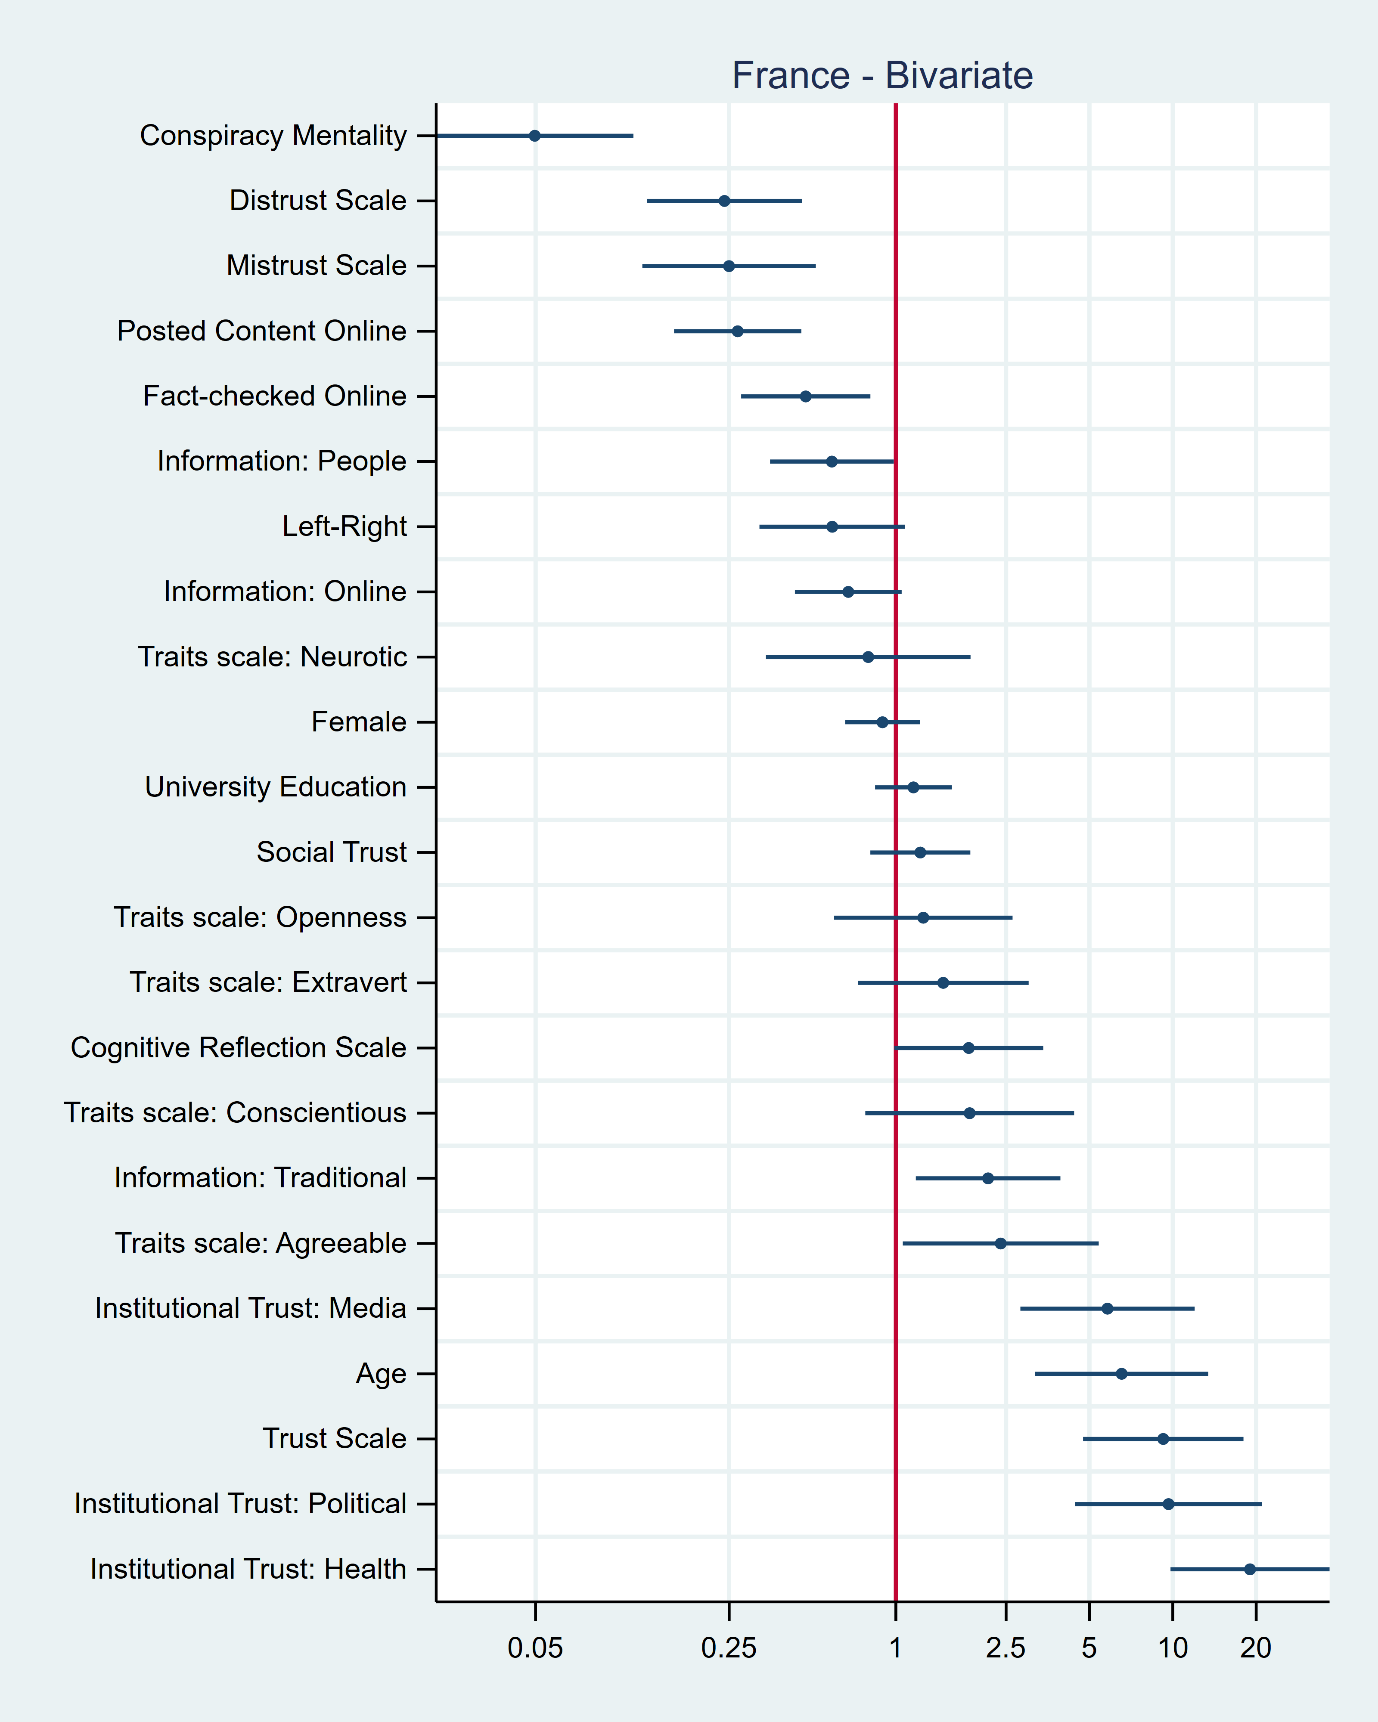 France - Bivariate
Conspiracy Mentality
Distrust Scale
Mistrust Scale
Posted Content Online
Fact-checked Online
Information: People
Left-Right
Information: Online
Traits scale: Neurotic
Female
University Education
Social Trust
Traits scale: Openness
Traits scale: Extravert
Cognitive Reflection Scale
Traits scale: Conscientious
Information: Traditional
Traits scale: Agreeable
Institutional Trust: Media
Age
Trust Scale
Institutional Trust: Political
Institutional Trust: Health
0.05 0.25 1 2.5 5 10 20